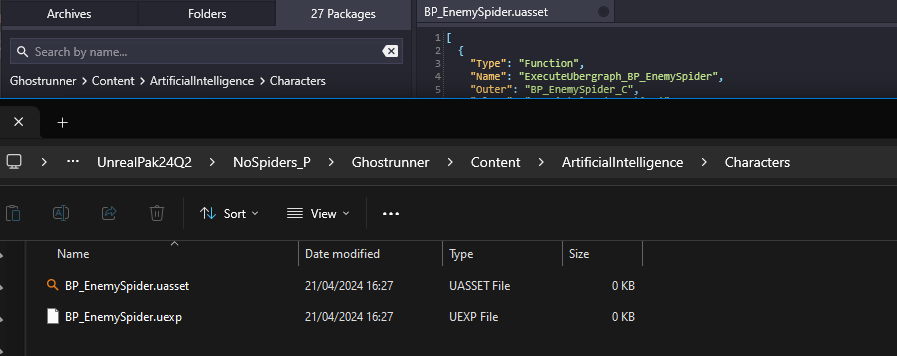 Archives
Folders
27 Packages
BP_EnemySpider.uasset
Search by name...
Ghostrunner > Content > ArtificialIntelligence > Characters
1 [
2 {
3 "Type": "Function",
4 "Name": "ExecuteUbergraph_BP_EnemySpider",
5 "Outer": "BP_EnemySpider_C",
UnrealPak24Q2 > NoSpiders_P > Ghostrunner > Content > ArtificialIntelligence > Characters
Sort
View
Name
Date modified
Type
Size
BP_EnemySpider.uasset 21/04/2024 16:27 UASSET File 0 KB
BP_EnemySpider.uexp 21/04/2024 16:27 UEXP File 0 KB